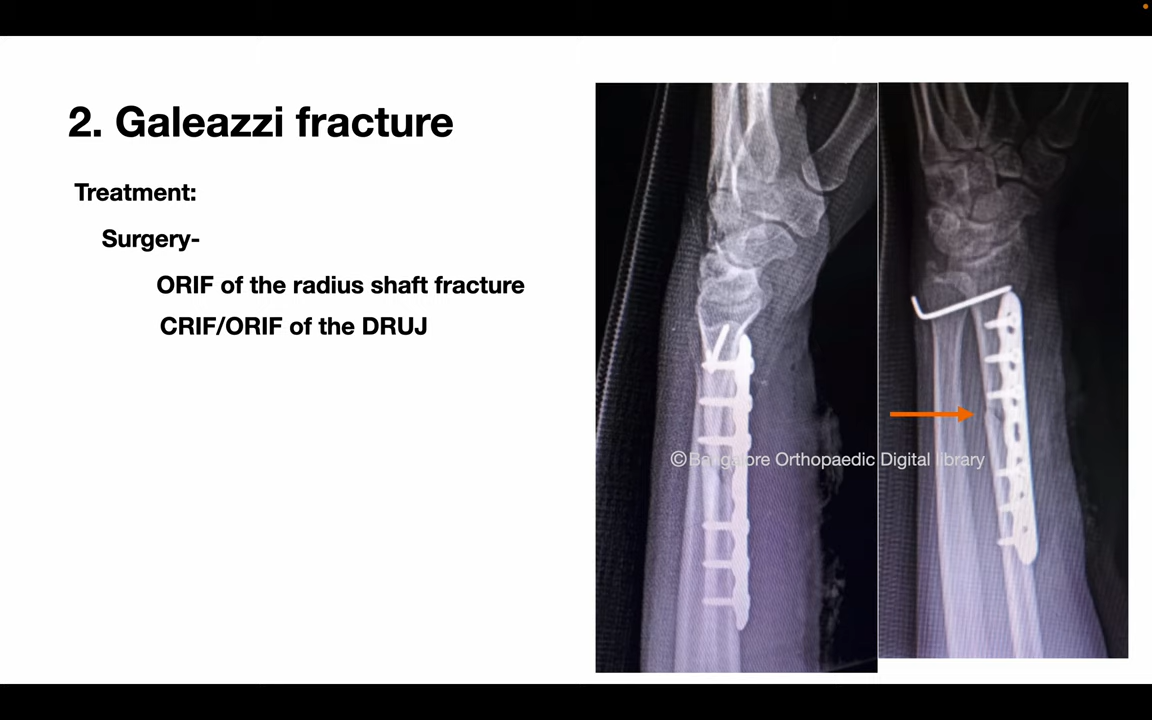 2. Galeazzi fracture
Treatment:
Surgery-
ORIF of the radius shaft fracture
CRIF/ORIF of the DRUJ
©Bangalore Orthopaedic Digital library